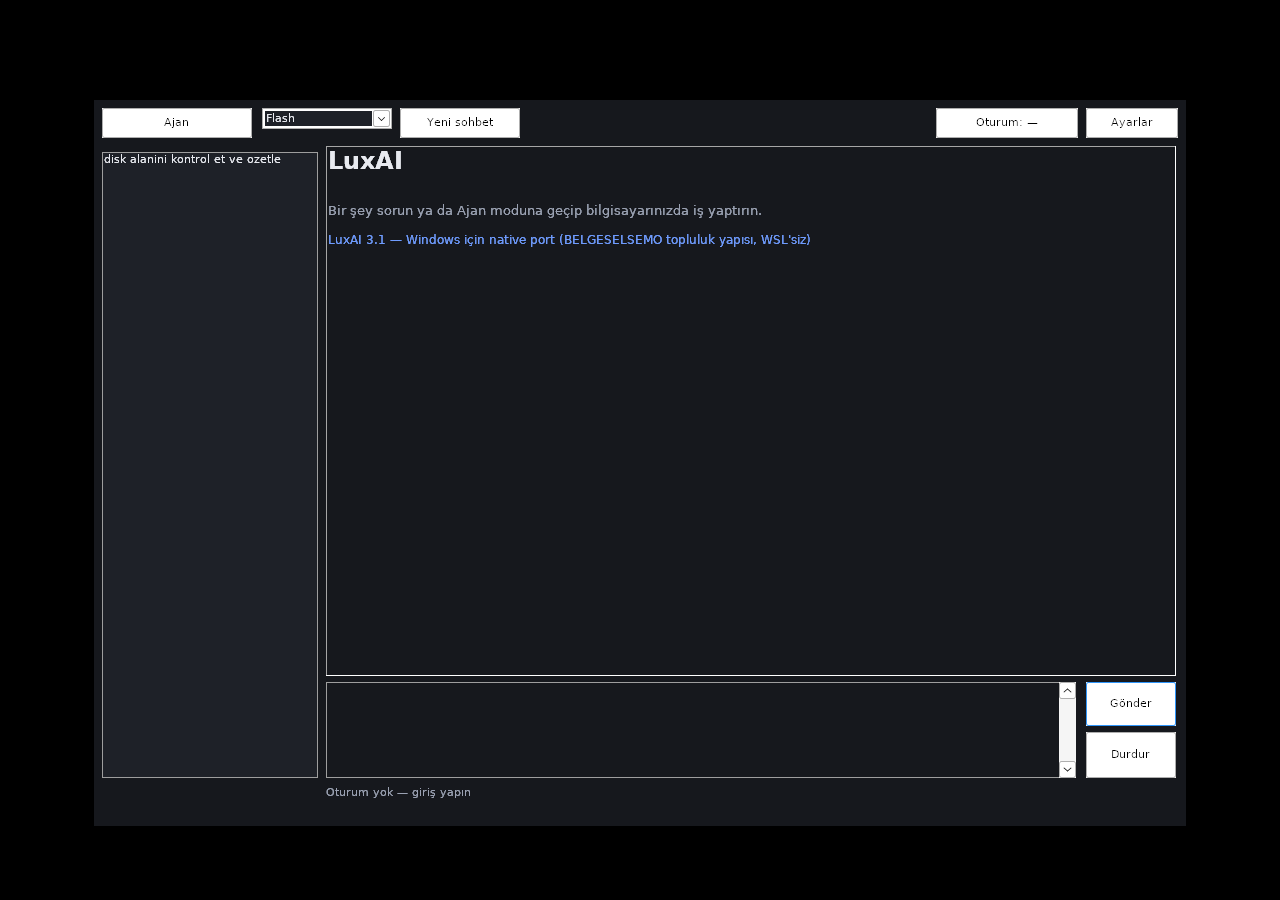 Ajan
Flash
Yeni sohbet
Oturum: —
Ayarlar
disk alanini kontrol et ve ozetle
LuxAI
Bir şey sorun ya da Ajan moduna geçip bilgisayarınızda iş yaptırın.
LuxAI 3.1 — Windows için native port (BELGESELSEMO topluluk yapısı, WSL'siz)
Gönder
Durdur
Oturum yok — giriş yapın